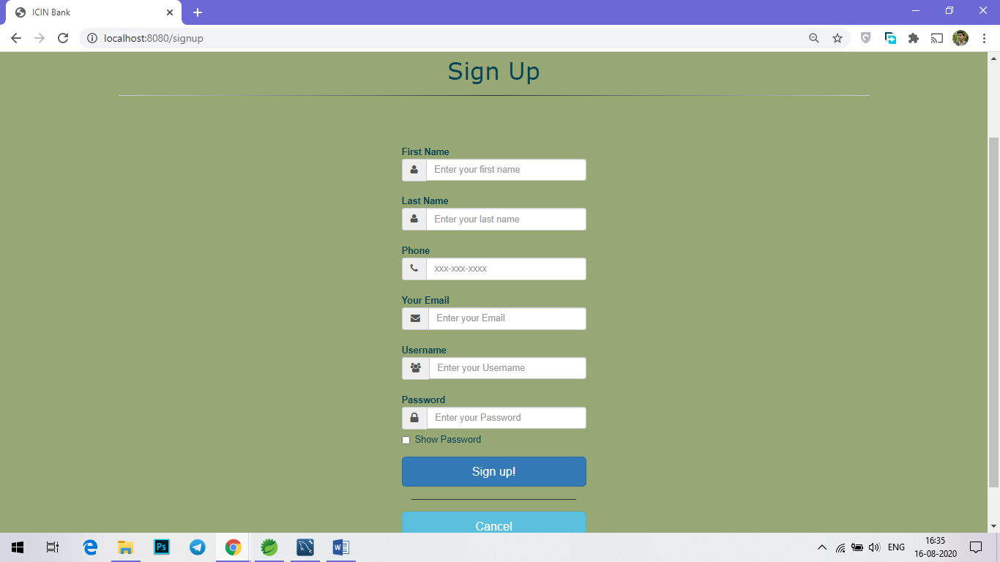 ICIN Bank
localhost:8080/signup
Sign Up
First Name
Enter your first name
Last Name
Enter your last name
Phone
xxx-xxx-xxxx
Your Email
Enter your Email
Username
Enter your Username
Password
Enter your Password
Show Password
Sign up!
Cancel
Ps
W
ENG
16:35
16-08-2020